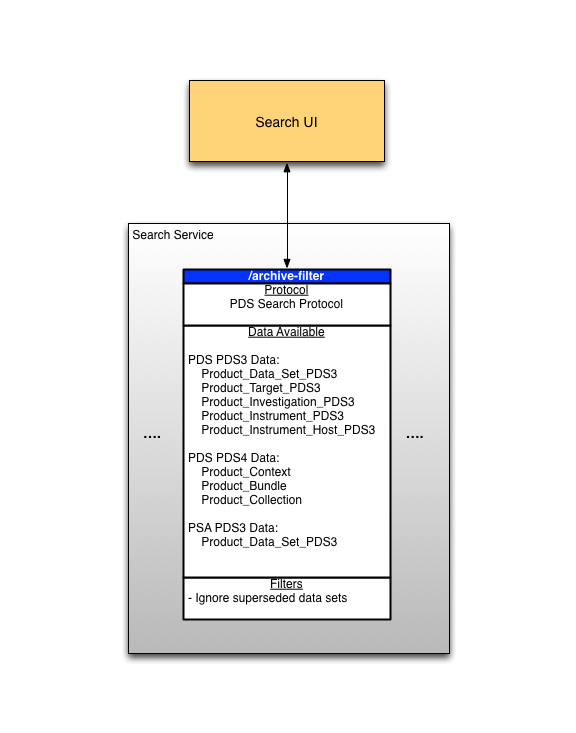 Search UI
Search Service
/archive-filter
Protocol
PDS Search Protocol
Data Available
PDS PDS3 Data:
Product_Data_Set_PDS3
Product_Target_PDS3
Product_Investigation_PDS3
Product_Instrument_PDS3
Product_Instrument_Host_PDS3
.... ....
PDS PDS4 Data:
Product_Context
Product_Bundle
Product_Collection
PSA PDS3 Data:
Product_Data_Set_PDS3
Filters
- Ignore superseded data sets